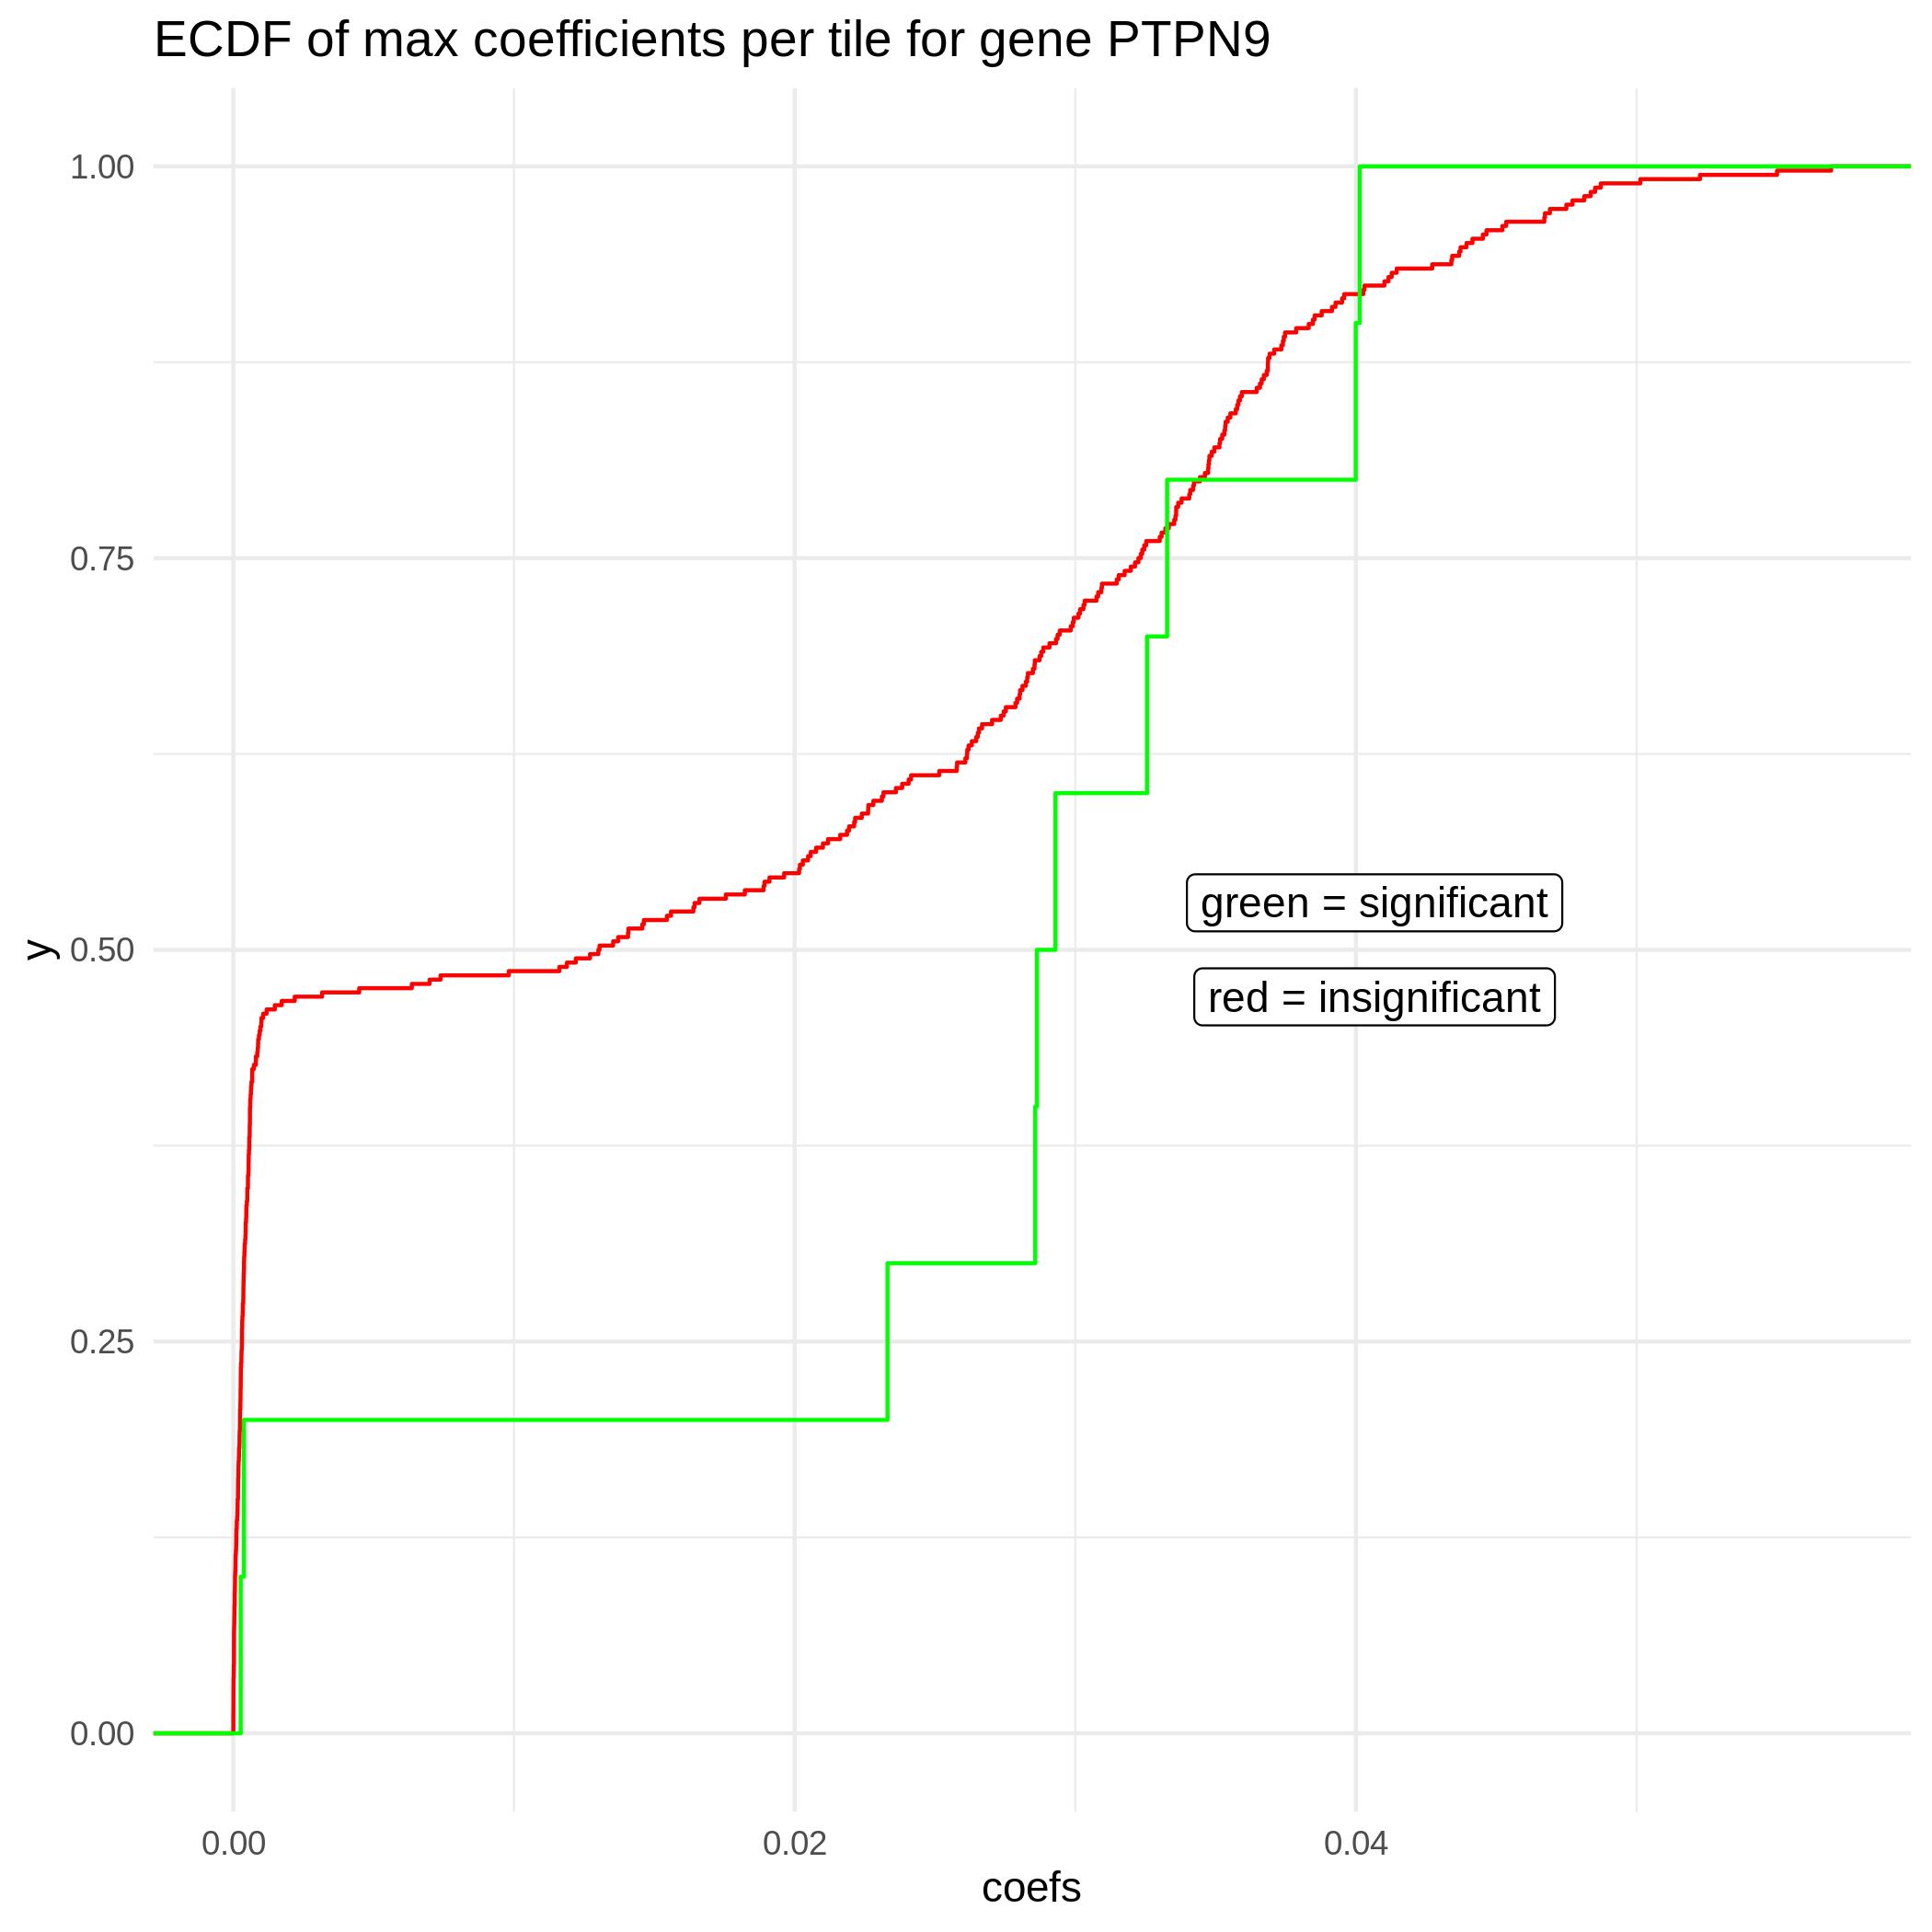 ECDF of max coefficients per tile for gene PTPN9
1.00
0.75
0.50
0.25
0.00
y
green = significant
red = insignificant
0.00 0.02 0.04
coefs